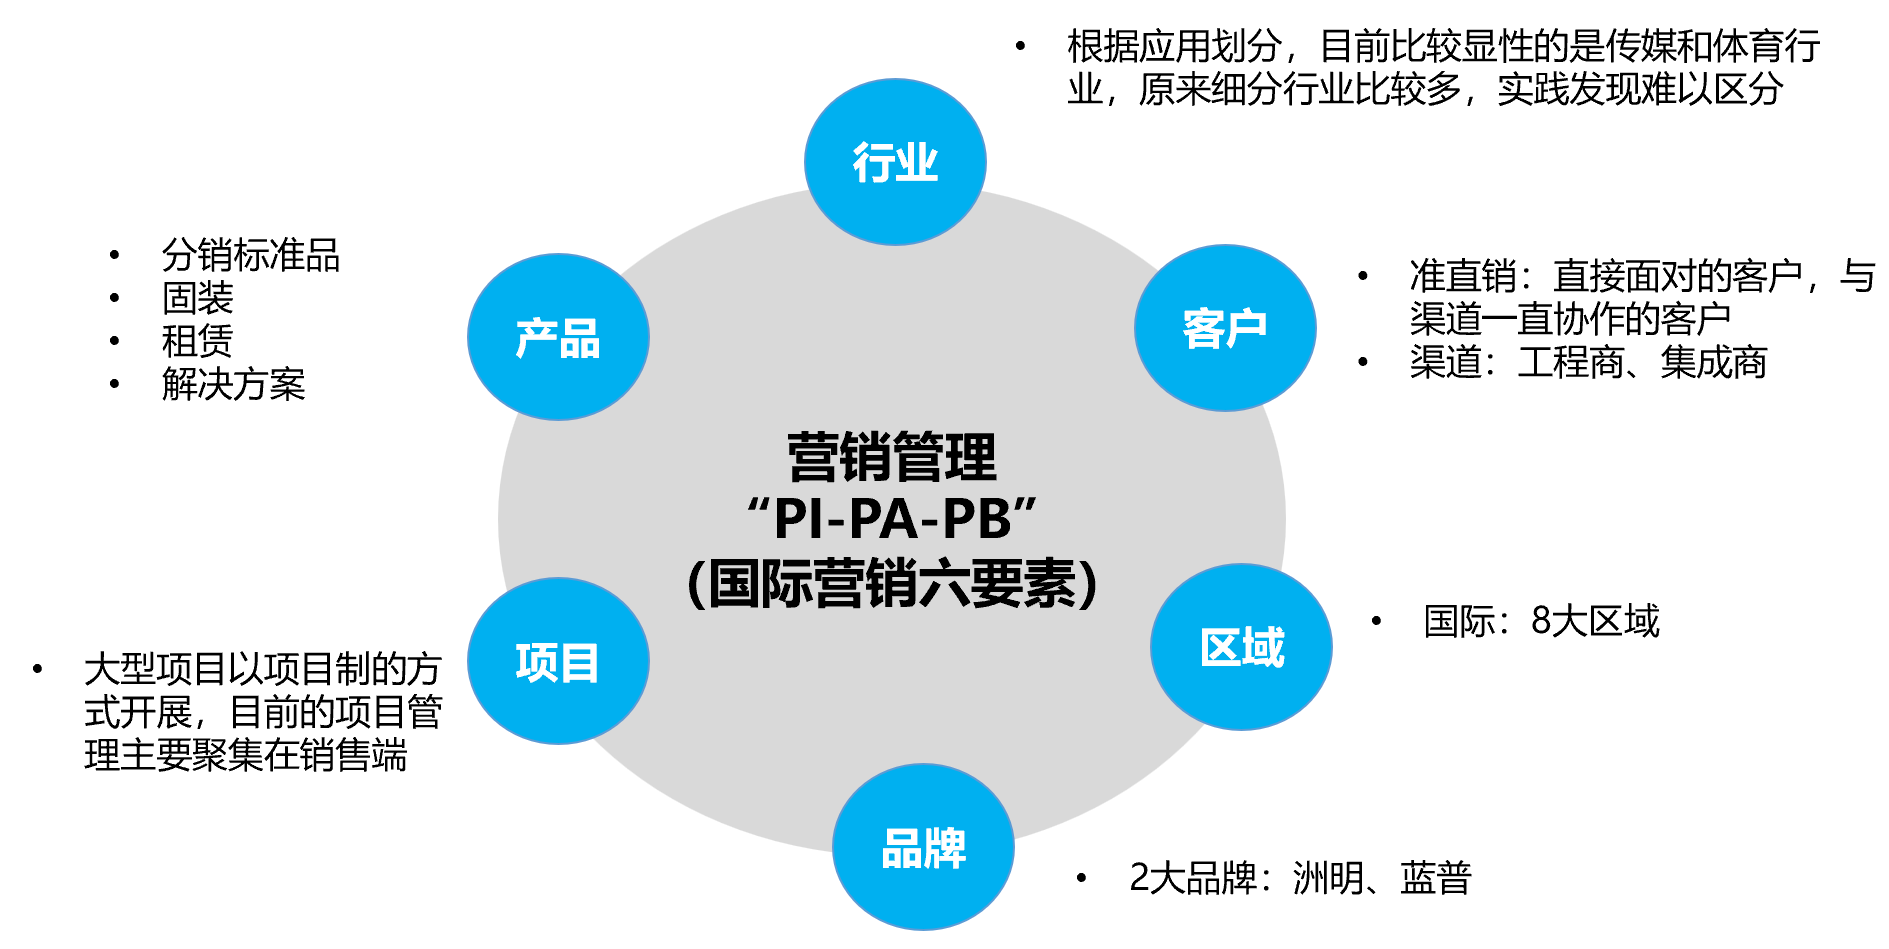 • 根据应用划分，目前比较显性的是传媒和体育行
业，原来细分行业比较多，实践发现难以区分
行业
• 分销标准品
• 固装
• 租赁
• 解决方案
产品
客户
• 准直销：直接面对的客户，与
渠道一直协作的客户
• 渠道：工程商、集成商
营销管理
“PI-PA-PB”
（国际营销六要素）
• 大型项目以项目制的方
式开展，目前的项目管
理主要聚集在销售端
项目
区域
• 国际：8大区域
品牌
• 2大品牌：洲明、蓝普